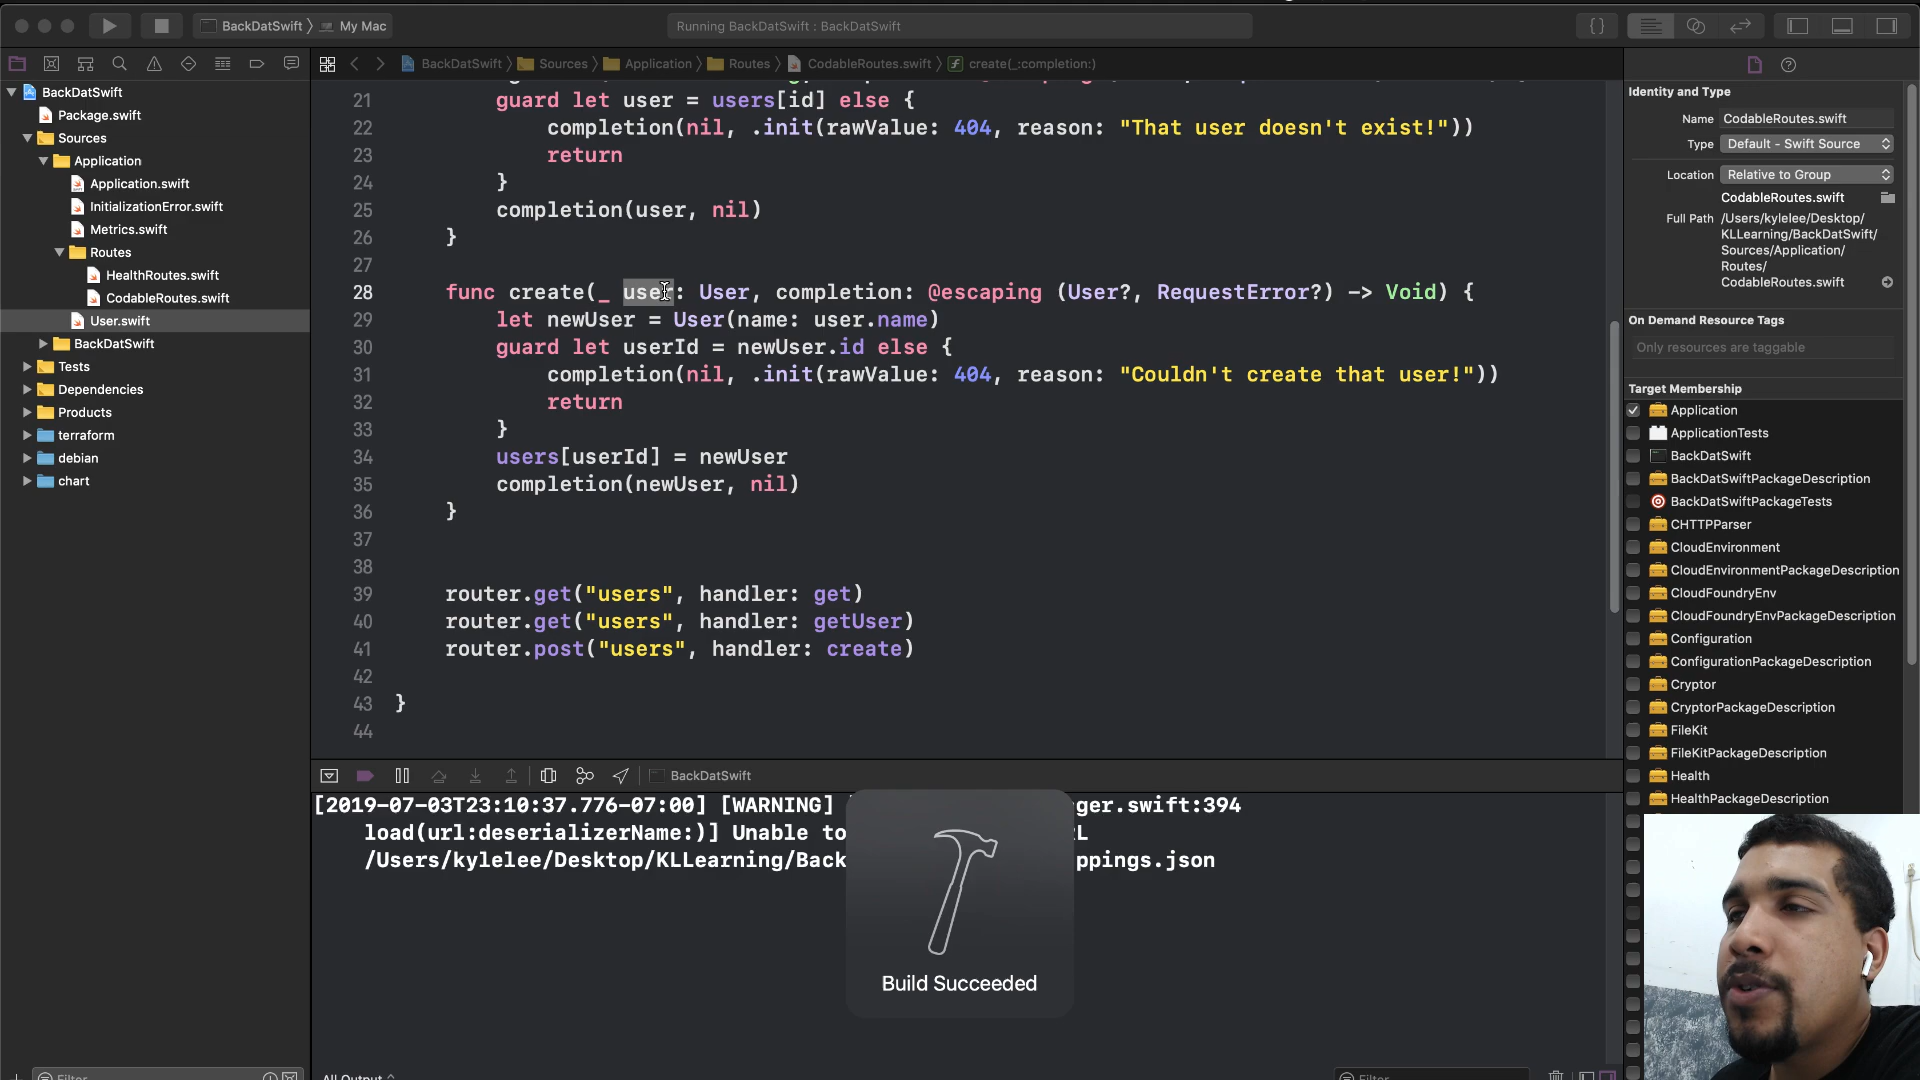 BackDatSwift
My Mac
Running BackDatSwift : BackDatSwift
BackDatSwift
Sources
Application
Routes
CodableRoutes.swift
create(_:completion:)
BackDatSwift
Package.swift
Sources
Application
Application.swift
InitializationError.swift
Metrics.swift
Routes
HealthRoutes.swift
CodableRoutes.swift
User.swift
BackDatSwift
Tests
Dependencies
Products
terraform
debian
chart
Filter
21 guard let user = users[id] else {
22 completion(nil, .init(rawValue: 404, reason: "That user doesn't exist!"))
23 return
24 }
25 completion(user, nil)
26 }
27
28 func create(_ user: User, completion: @escaping (User?, RequestError?) -> Void) {
29 let newUser = User(name: user.name)
30 guard let userId = newUser.id else {
31 completion(nil, .init(rawValue: 404, reason: "Couldn't create that user!"))
32 return
33 }
34 users[userId] = newUser
35 completion(newUser, nil)
36 }
37
38
39 router.get("users", handler: get)
40 router.get("users", handler: getUser)
41 router.post("users", handler: create)
42
43 }
44
BackDatSwift
[2019-07-03T23:10:37.776-07:00] [WARNING] ger.swift:394
load(url:deserializerName:)] Unable to
/Users/kylelee/Desktop/KLLearning/Back ppings.json
Build Succeeded
All Output
Filter
Identity and Type
Name CodableRoutes.swift
Type Default - Swift Source
Location Relative to Group
CodableRoutes.swift
Full Path /Users/kylelee/Desktop/
KLLearning/BackDatSwift/
Sources/Application/
Routes/
CodableRoutes.swift
On Demand Resource Tags
Only resources are taggable
Target Membership
Application
ApplicationTests
BackDatSwift
BackDatSwiftPackageDescription
BackDatSwiftPackageTests
CHTTPParser
CloudEnvironment
CloudEnvironmentPackageDescription
CloudFoundryEnv
CloudFoundryEnvPackageDescription
Configuration
ConfigurationPackageDescription
Cryptor
CryptorPackageDescription
FileKit
FileKitPackageDescription
Health
HealthPackageDescription